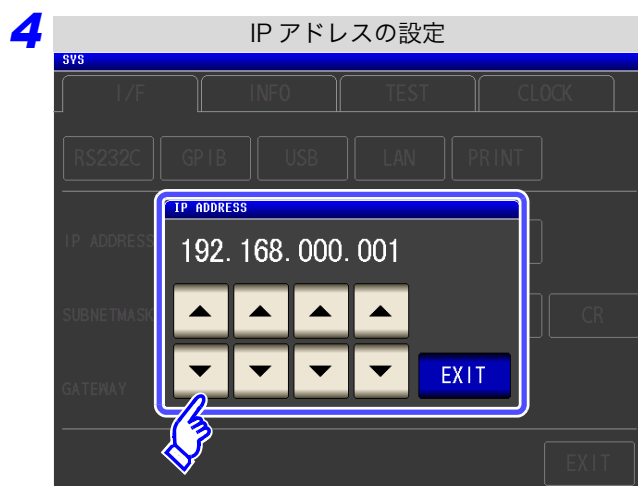 4
IP アドレスの設定
SYS
I/F INFO TEST CLOCK
RS232C GPIB USB LAN PRINT
IP ADDRESS
IP ADDRESS
192.168.000.001
SUBNETMASK
CR
EXIT
GATEWAY
EXIT